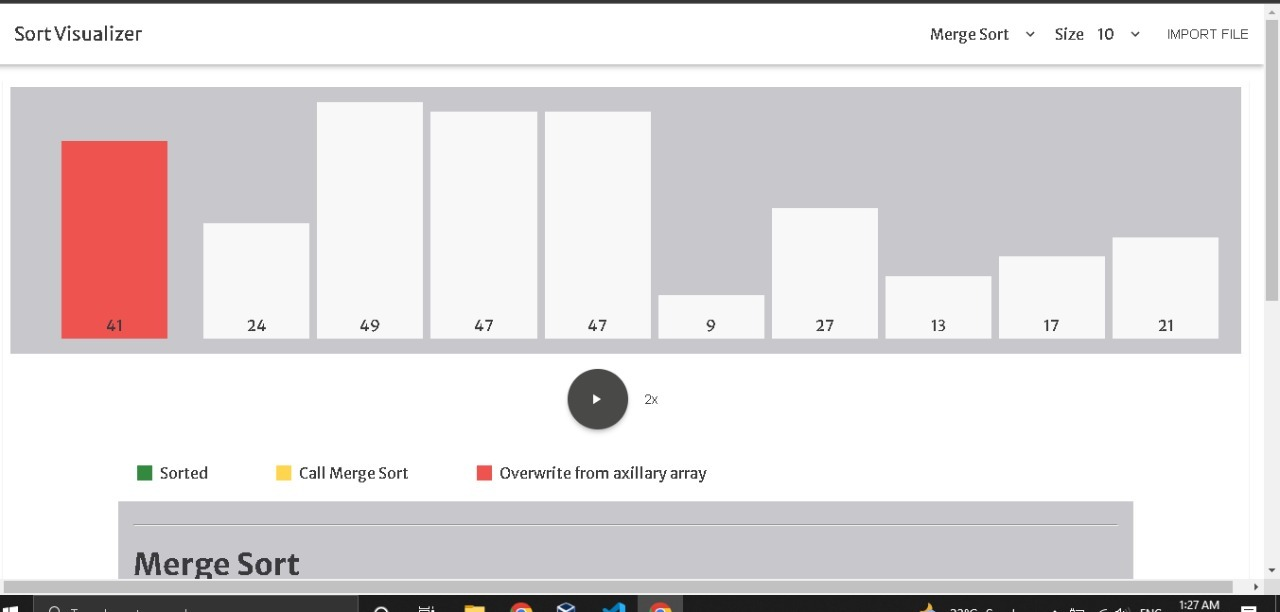 Sort Visualizer
Merge Sort Size 10 IMPORT FILE
41 24 49 47 47 9 27 13 17 21
2x
Sorted Call Merge Sort Overwrite from axillary array
Merge Sort
1:27 AM